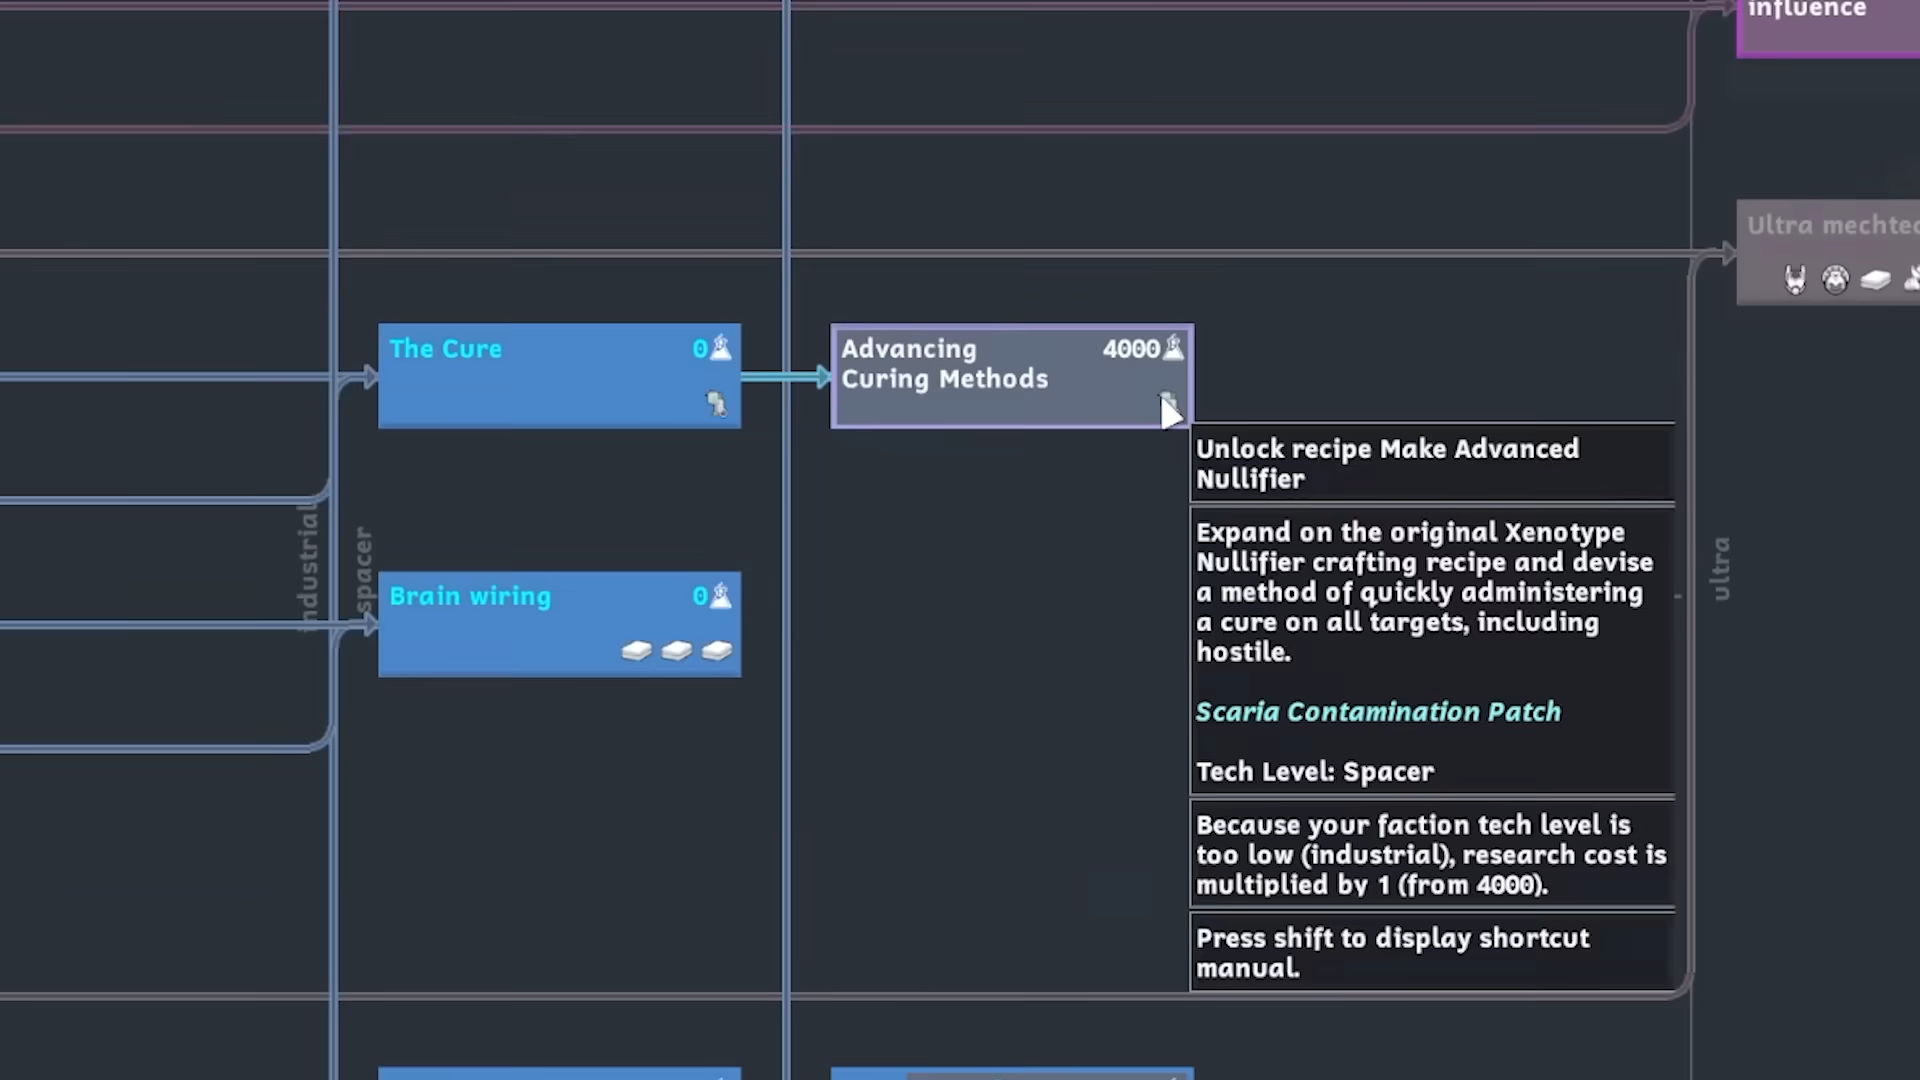 influence
Ultra mechtec
The Cure 0
Advancing 4000
Curing Methods
Unlock recipe Make Advanced
Nullifier
Expand on the original Xenotype
Nullifier crafting recipe and devise
a method of quickly administering
a cure on all targets, including
hostile.
Scaria Contamination Patch
Tech Level: Spacer
Because your faction tech level is
too low (industrial), research cost is
multiplied by 1 (from 4000).
Press shift to display shortcut
manual.
industrial
spacer
ultra
Brain wiring 0